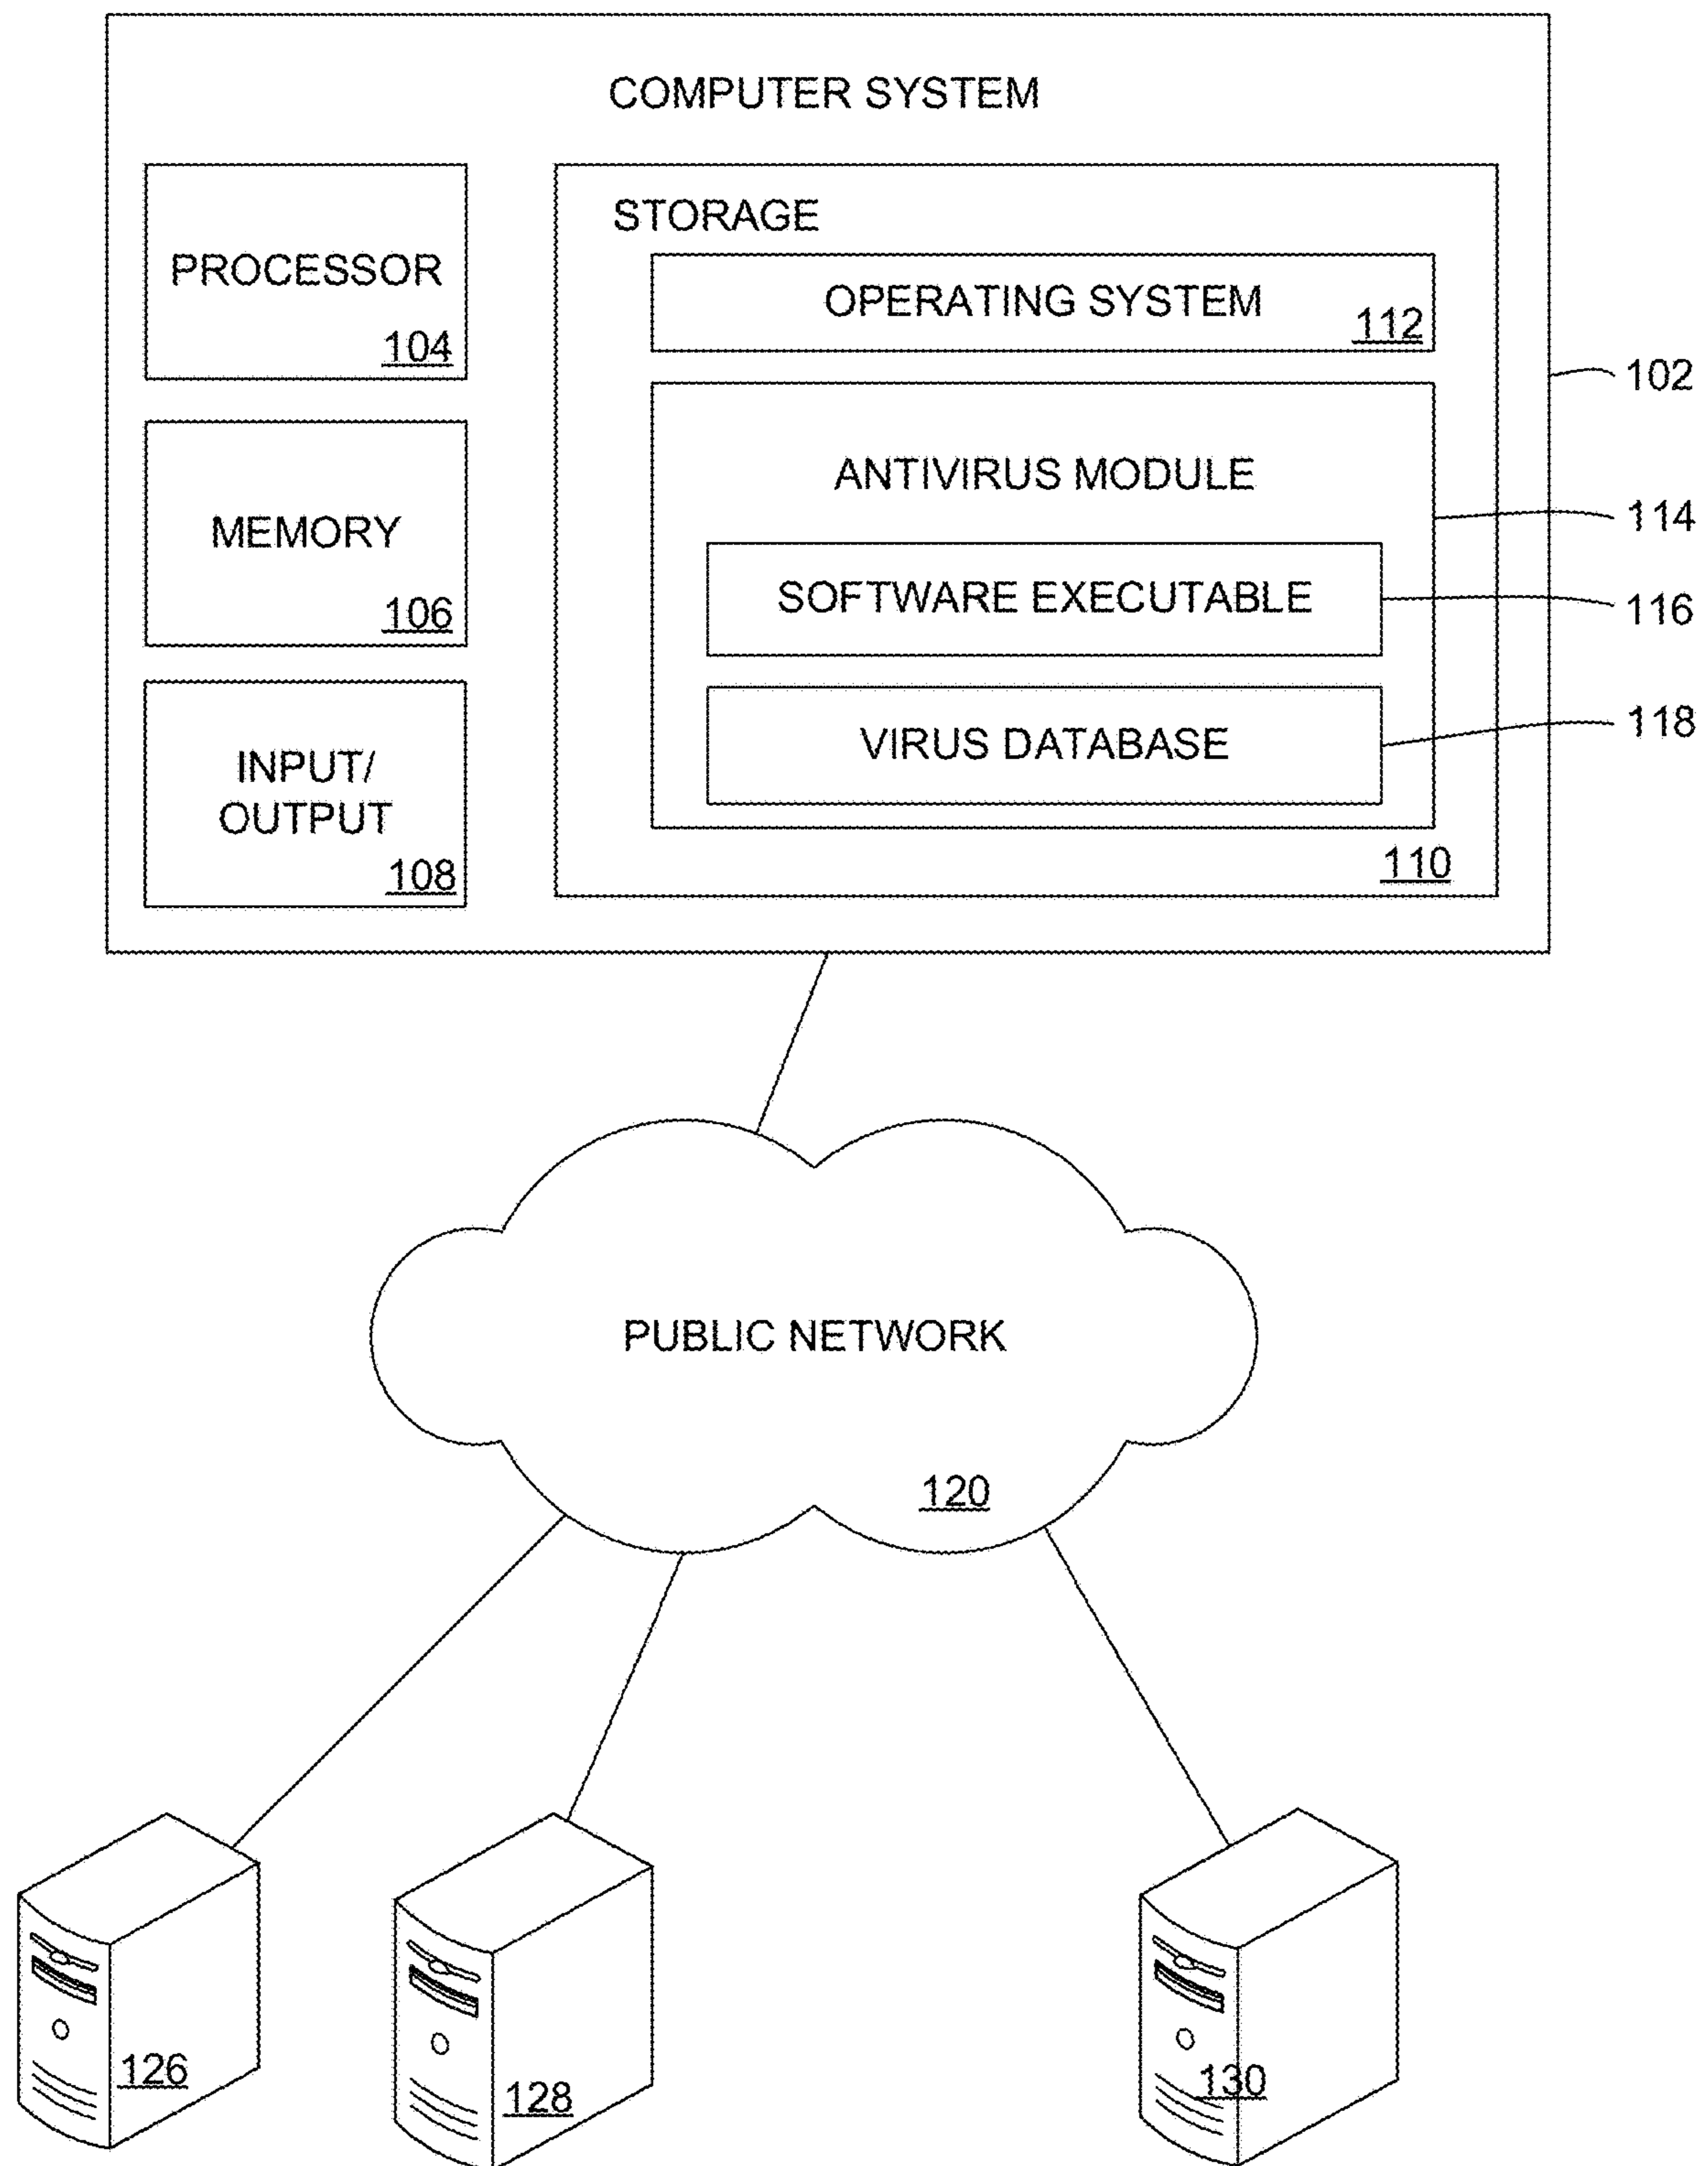 COMPUTER SYSTEM
PROCESSOR
104
MEMORY
106
INPUT/
OUTPUT
108
STORAGE
OPERATING SYSTEM
112
ANTIVIRUS MODULE
SOFTWARE EXECUTABLE
VIRUS DATABASE
110
102
114
116
118
PUBLIC NETWORK
120
126
128
130